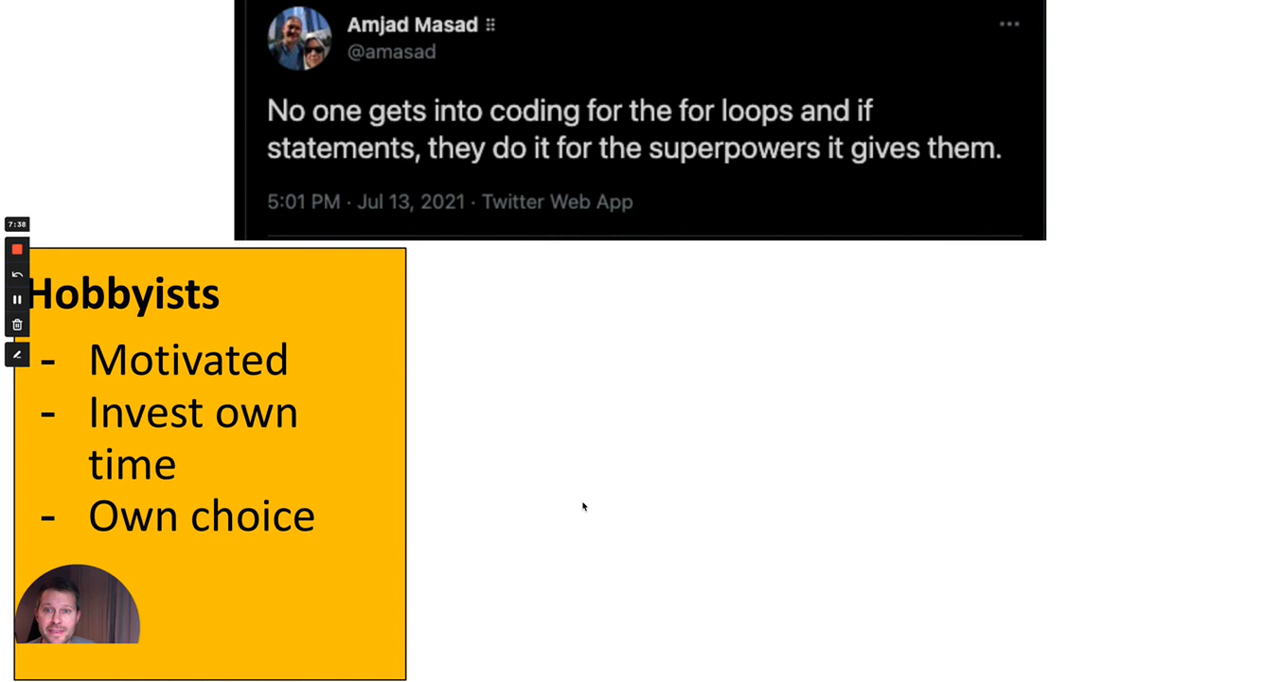 Amjad Masad
@amasad
No one gets into coding for the for loops and if
statements, they do it for the superpowers it gives them.
5:01 PM · Jul 13, 2021 · Twitter Web App
7:38
Hobbyists
- Motivated
- Invest own
time
- Own choice